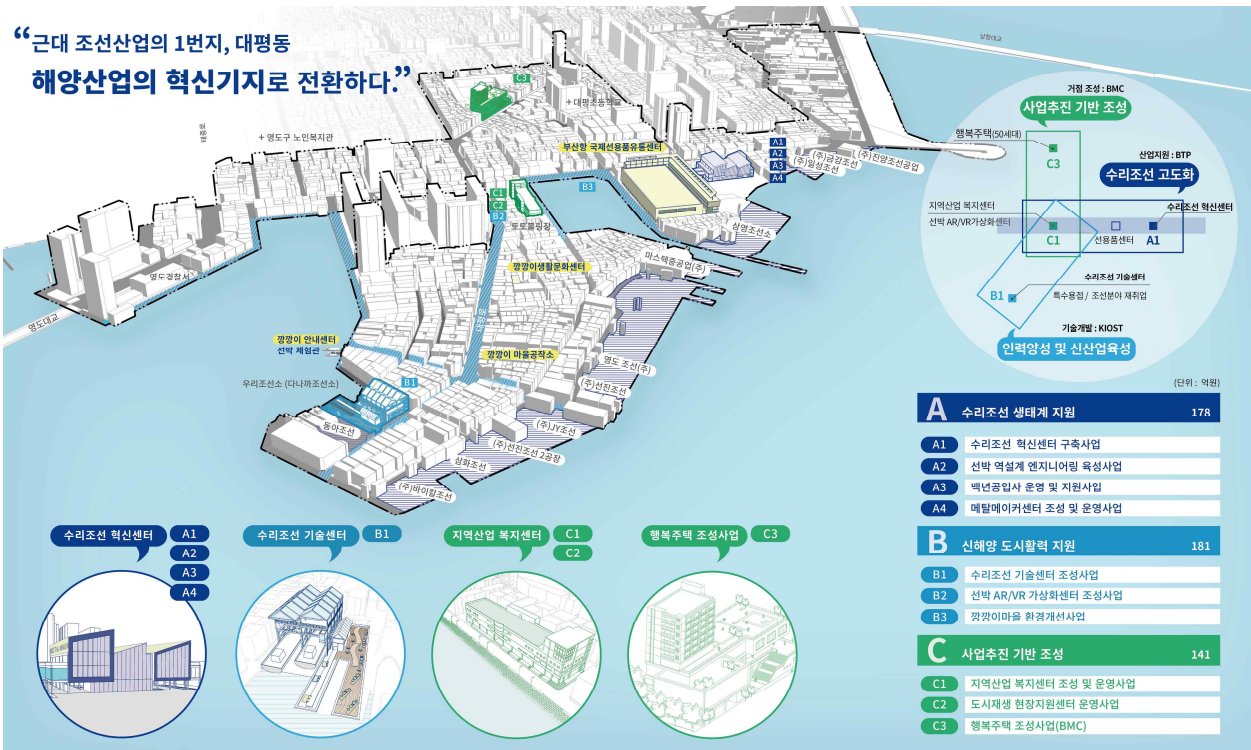 “근대 조선산업의 1번지, 대평동
해양산업의 혁신기지로 전환하다.”
남항대교
C3
+ 대평초등학교
태종로
+ 영도구 노인복지관
부산항 국제선용품유통센터
A1
A2
A3
A4
(주)일성조선
(주)금강조선
(주)진양조선공업
B3
C1
C2
B2
삼명조선소
깡깡이생활문화센터
마스텍중공업(주)
영도경찰서
영도대교
대평로
깡깡이 안내센터
선박 체험관
깡깡이 마을공작소
영도 조선(주)
우리조선소 (다나까조선소)
B1
(주)선진조선
동아조선
(주)JY조선
(주)선진조선 2공장
삼화조선
(주)바이칼조선
거점 조성 : BMC
사업추진 기반 조성
행복주택(50세대)
C3
산업지원 : BTP
수리조선 고도화
지역산업 복지센터
수리조선 혁신센터
선박 AR/VR가상화센터
C1
선용품센터
A1
수리조선 기술센터
B1
특수용접 / 조선분야 재취업
기술개발 : KIOST
인력양성 및 신산업육성
(단위 : 억원)
A 수리조선 생태계 지원 178
A1 수리조선 혁신센터 구축사업
A2 선박 역설계 엔지니어링 육성사업
A3 백년공입사 운영 및 지원사업
A4 메탈메이커센터 조성 및 운영사업
B 신해양 도시활력 지원 181
B1 수리조선 기술센터 조성사업
B2 선박 AR/VR 가상화센터 조성사업
B3 깡깡이마을 환경개선사업
C 사업추진 기반 조성 141
C1 지역산업 복지센터 조성 및 운영사업
C2 도시재생 현장지원센터 운영사업
C3 행복주택 조성사업(BMC)
수리조선 혁신센터 A1
A2
A3
A4
수리조선 기술센터 B1
지역산업 복지센터 C1
C2
행복주택 조성사업 C3